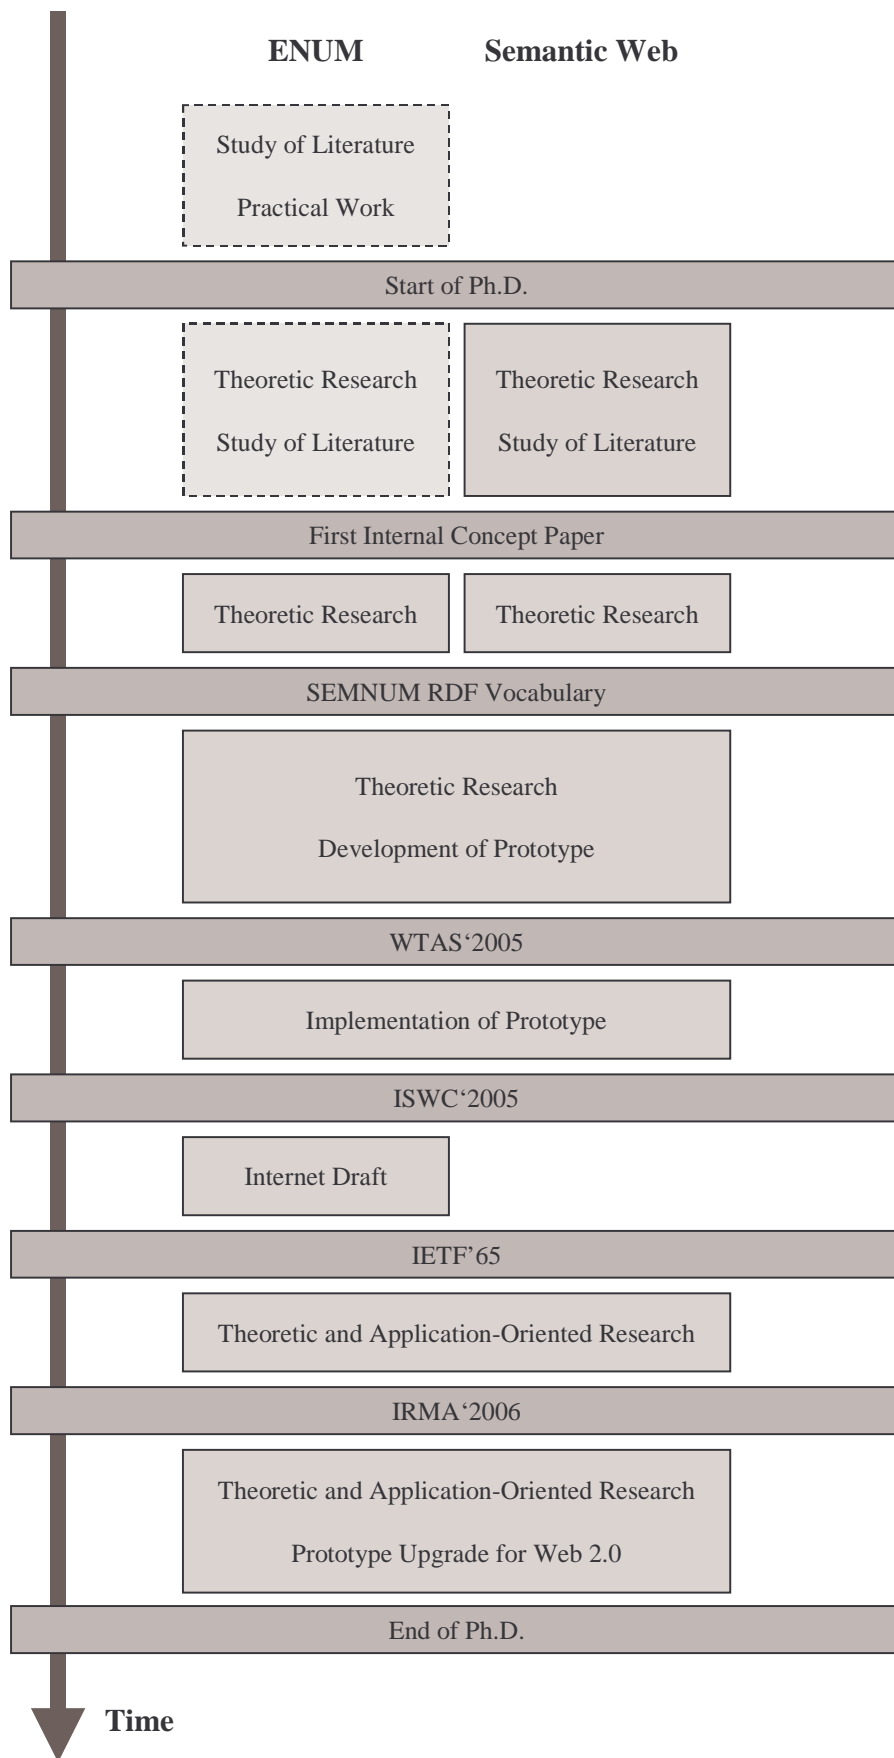 ENUM Semantic Web
Study of Literature
Practical Work
Start of Ph.D.
Theoretic Research Theoretic Research
Study of Literature Study of Literature
First Internal Concept Paper
Theoretic Research Theoretic Research
SEMNUM RDF Vocabulary
Theoretic Research
Development of Prototype
WTAS‘2005
Implementation of Prototype
ISWC‘2005
Internet Draft
IETF’65
Theoretic and Application-Oriented Research
IRMA‘2006
Theoretic and Application-Oriented Research
Prototype Upgrade for Web 2.0
End of Ph.D.
Time